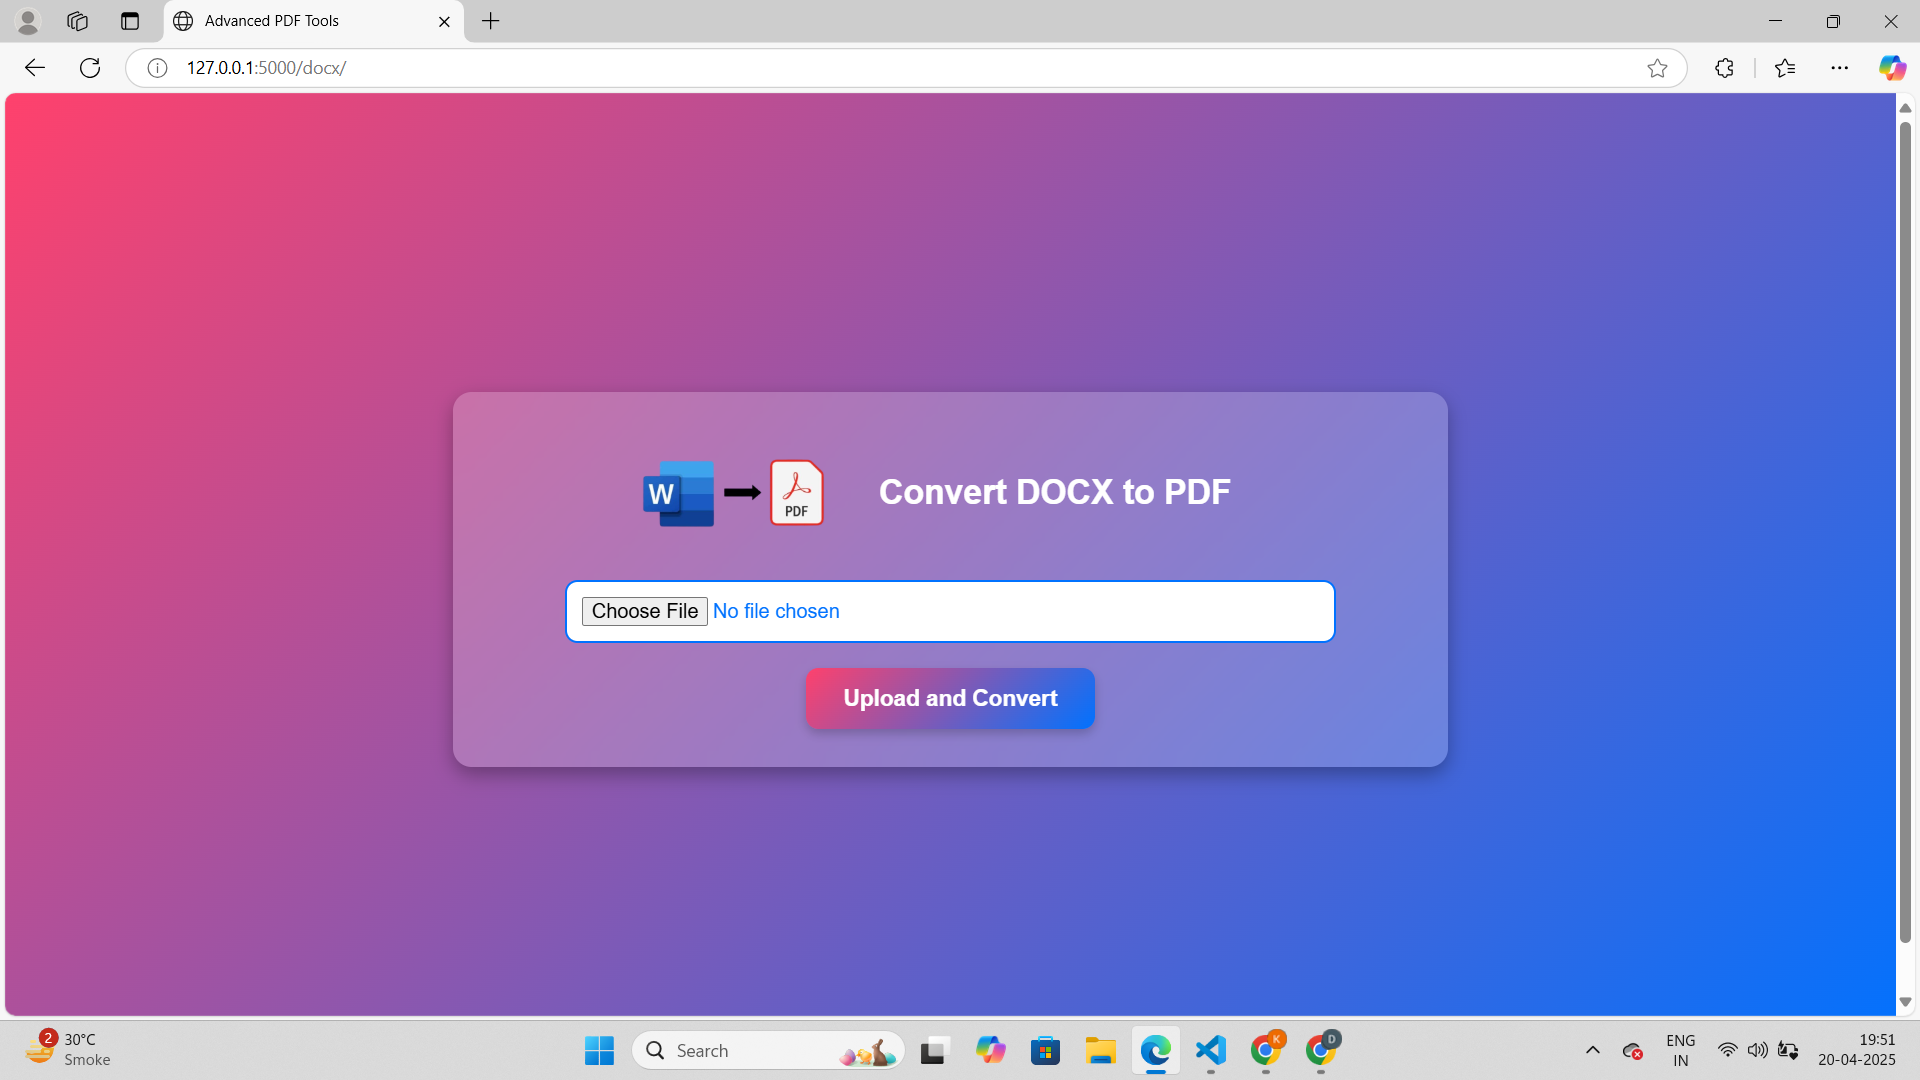 Advanced PDF Tools
127.0.0.1:5000/docx/
W
PDF
Convert DOCX to PDF
Choose File No file chosen
Upload and Convert
2
30°C
Smoke
Search
K
D
ENG
IN
19:51
20-04-2025